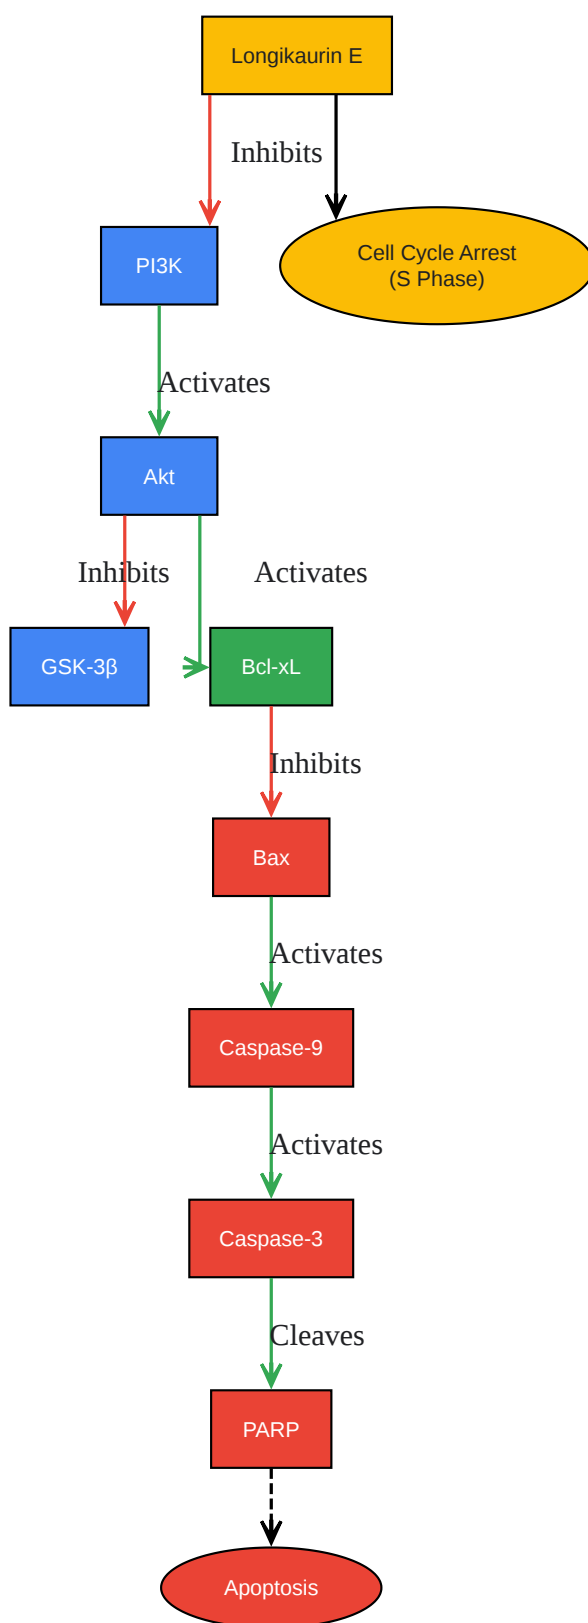 Longikaurin E
Inhibits
PI3K
Cell Cycle Arrest
(S Phase)
Activates
Akt
Inhibits
Activates
GSK-3β
Bcl-xL
Inhibits
Bax
Activates
Caspase-9
Activates
Caspase-3
Cleaves
PARP
Apoptosis